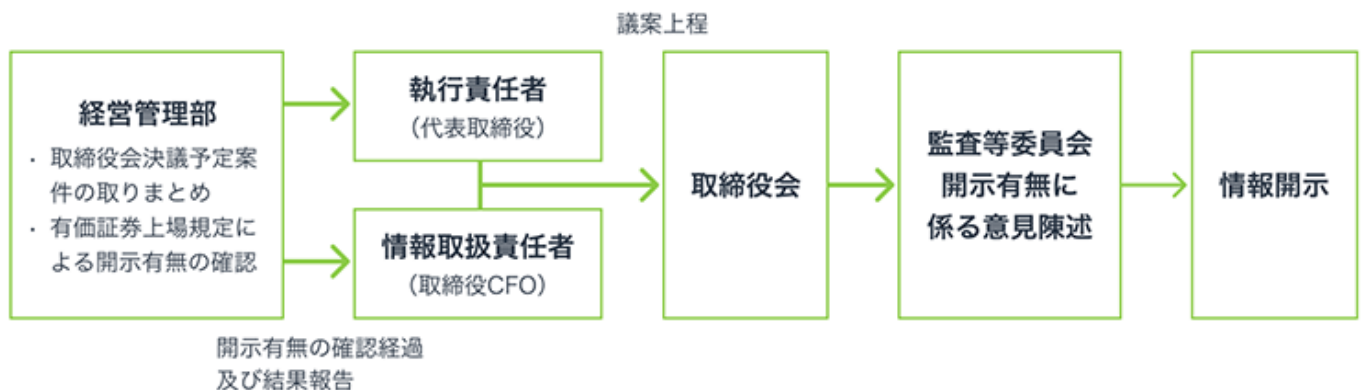 議案上程
経営管理部
・ 取締役会決議予定案
件の取りまとめ
・ 有価証券上場規定に
よる開示有無の確認
執行責任者
（代表取締役）
情報取扱責任者
（取締役CFO）
取締役会
監査等委員会
開示有無に
係る意見陳述
情報開示
開示有無の確認経過
及び結果報告